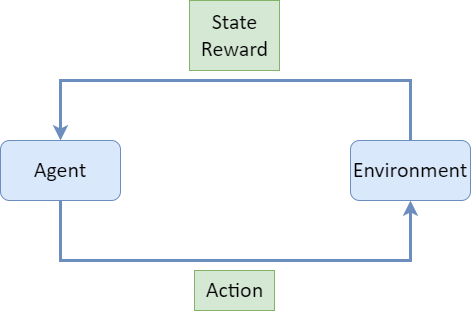 State
Reward
Agent
Environment
Action